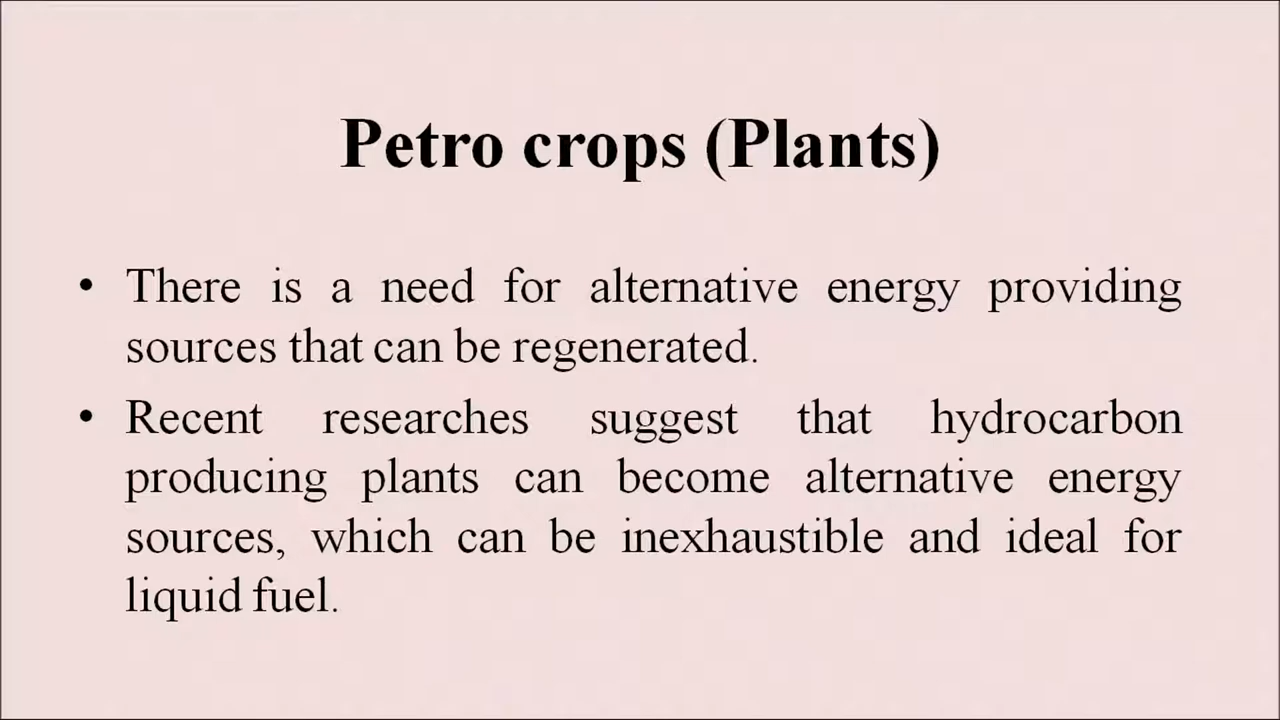 Petro crops (Plants)
• There is a need for alternative energy providing
sources that can be regenerated.
• Recent researches suggest that hydrocarbon
producing plants can become alternative energy
sources, which can be inexhaustible and ideal for
liquid fuel.